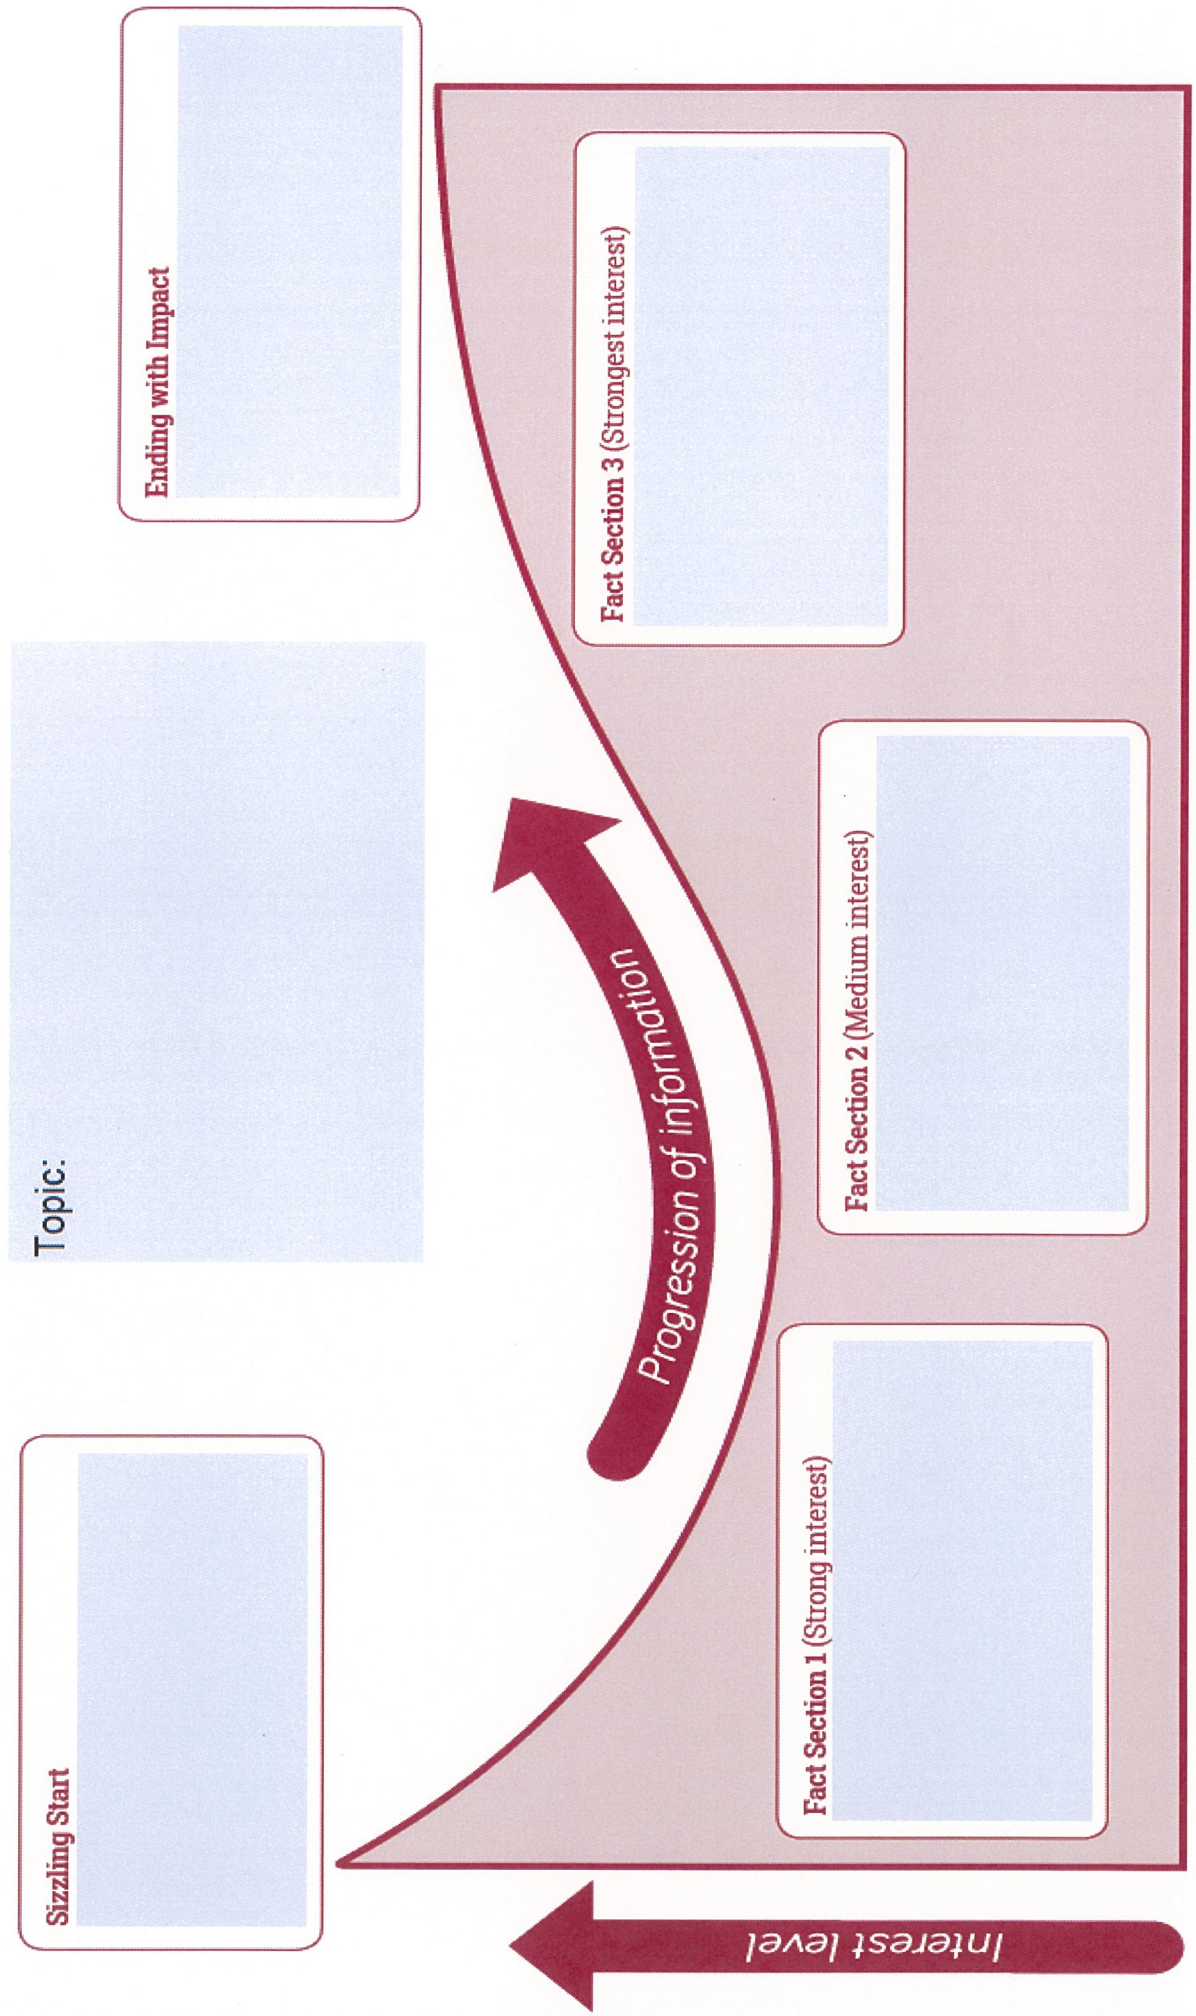 Topic:
Sizzling Start
Ending with Impact
Progression of information
Interest level
Fact Section 1 (Strong interest)
Fact Section 2 (Medium interest)
Fact Section 3 (Strongest interest)